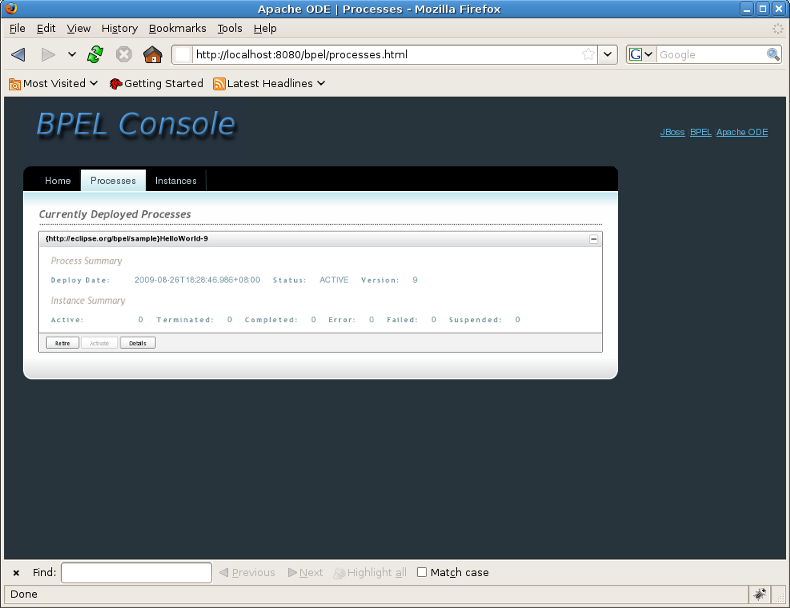 Apache ODE | Processes - Mozilla Firefox
File Edit View History Bookmarks Tools Help
http://localhost:8080/bpel/processes.html
G Google
Most Visited Getting Started Latest Headlines
BPEL Console
JBoss BPEL Apache ODE
Home Processes Instances
Currently Deployed Processes
{http://eclipse.org/bpel/sample}HelloWorld-9
Process Summary
Deploy Date: 2009-08-26T18:28:46.986+08:00 Status: ACTIVE Version: 9
Instance Summary
Active: 0 Terminated: 0 Completed: 0 Error: 0 Failed: 0 Suspended: 0
Retire Activate Details
Find: Previous Next Highlight all Match case
Done